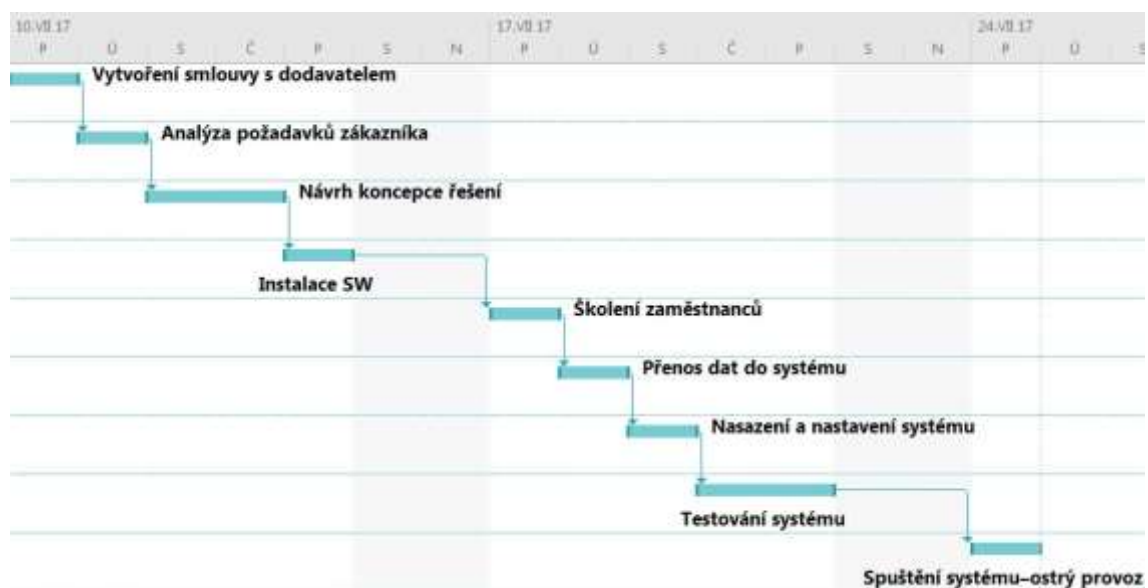 10.VII.17 17.VII.17 24.VII.17
P Ú S Č P S N P Ú S Č P S N P Ú S
Vytvoření smlouvy s dodavatelem
Analýza požadavků zákazníka
Návrh koncepce řešení
Instalace SW
Školení zaměstnanců
Přenos dat do systému
Nasazení a nastavení systému
Testování systému
Spuštění systému–ostrý provoz